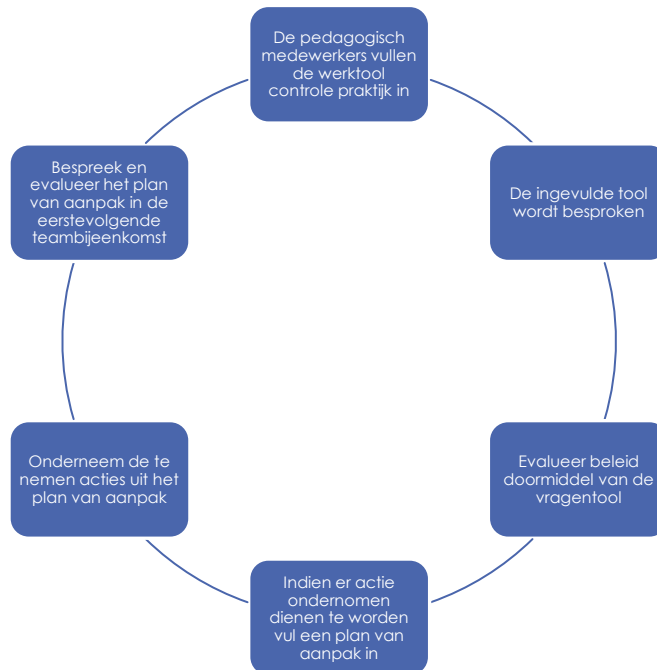 De pedagogisch
medewerkers vullen
de werktool
controle praktijk in
De ingevulde tool
wordt besproken
Evalueer beleid
doormiddel van de
vragentool
Indien er actie
ondernomen
dienen te worden
vul een plan van
aanpak in
Onderneem de te
nemen acties uit het
plan van aanpak
Bespreek en
evalueer het plan
van aanpak in de
eerstevolgende
teambijeenkomst